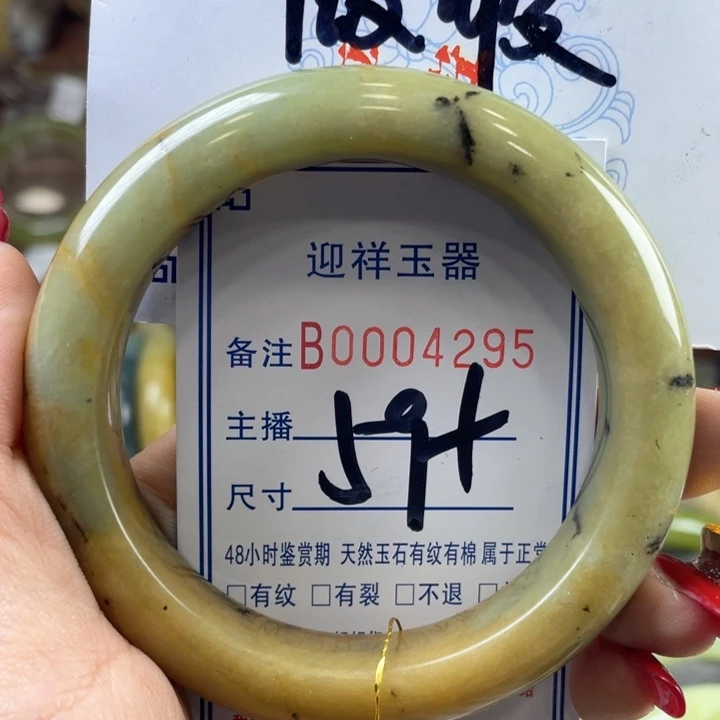 迎祥玉器
备注B0004295
主播
59+
尺寸
48小时鉴赏期 天然玉石有纹有棉 属于正常
□有纹 □有裂 □不退 □